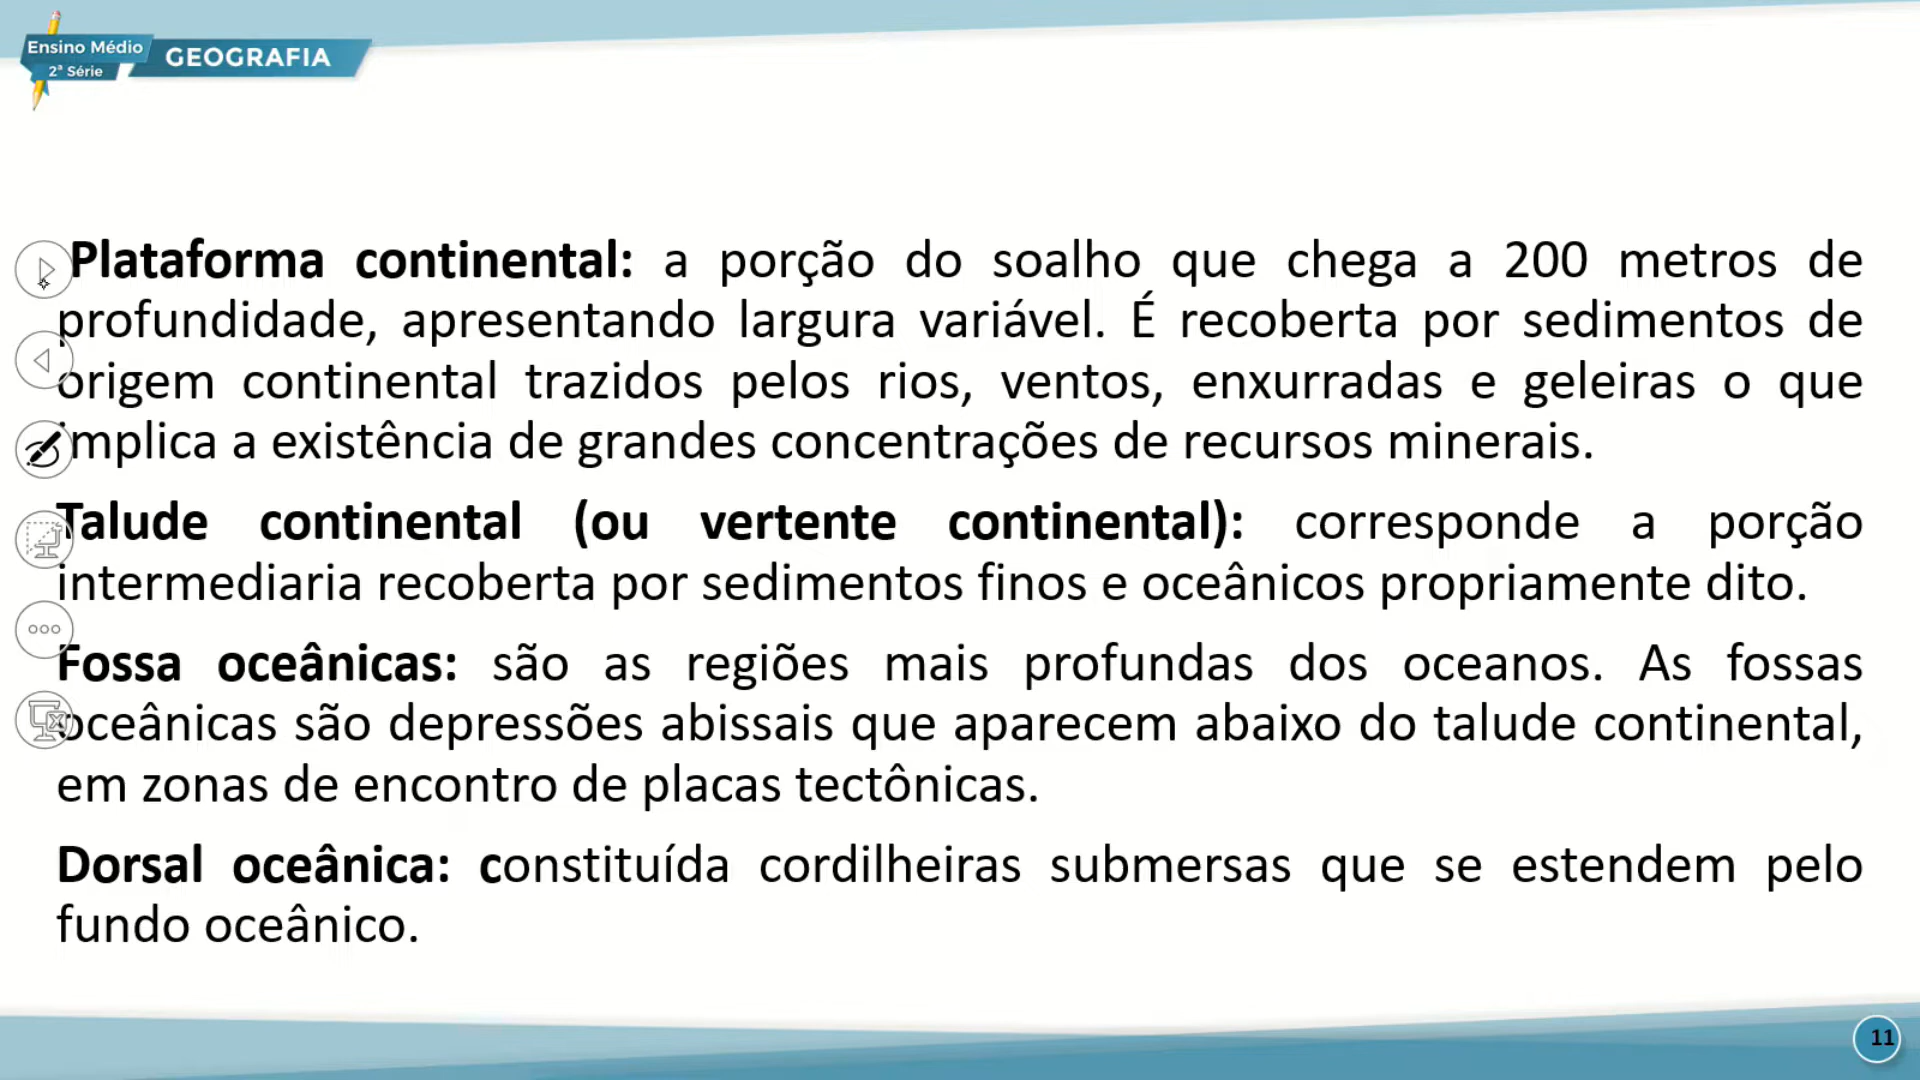 Ensino Médio
2ª Série
GEOGRAFIA
Plataforma continental: a porção do soalho que chega a 200 metros de
profundidade, apresentando largura variável. É recoberta por sedimentos de
origem continental trazidos pelos rios, ventos, enxurradas e geleiras o que
implica a existência de grandes concentrações de recursos minerais.
Talude continental (ou vertente continental): corresponde a porção
intermediaria recoberta por sedimentos finos e oceânicos propriamente dito.
Fossa oceânicas: são as regiões mais profundas dos oceanos. As fossas
oceânicas são depressões abissais que aparecem abaixo do talude continental,
em zonas de encontro de placas tectônicas.
Dorsal oceânica: constituída cordilheiras submersas que se estendem pelo
fundo oceânico.
11